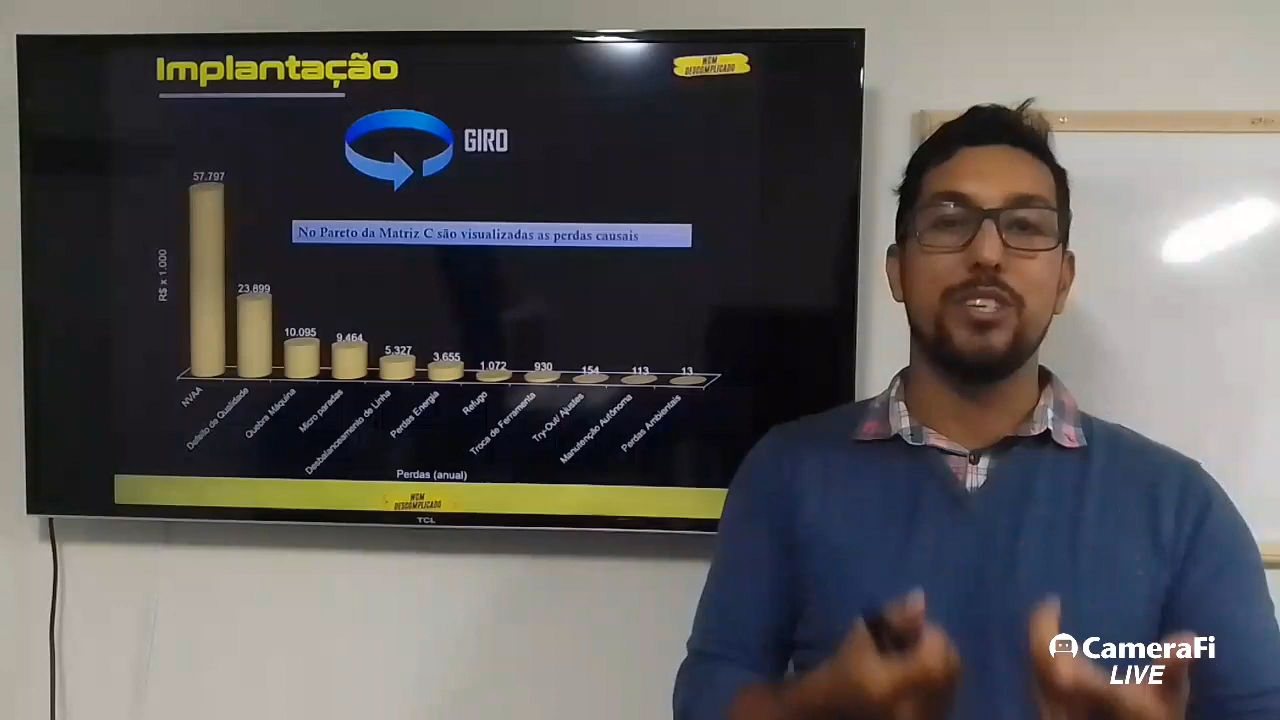 Implantação
WCM
DESCOMPLICADO
GIRO
No Pareto da Matriz C são visualizadas as perdas causais
R$ x 1.000
57.797
23.899
10.095
9.464
5.327
3.655
1.072
930
154
113
13
NVAA
Defeito de Qualidade
Quebra Máquina
Micro paradas
Desbalanceamento de Linha
Perdas Energia
Refugo
Troca de Ferramenta
Try-Out/ Ajustes
Manutenção Autônoma
Perdas Ambientais
Perdas (anual)
WCM
DESCOMPLICADO
TCL
CameraFi
LIVE